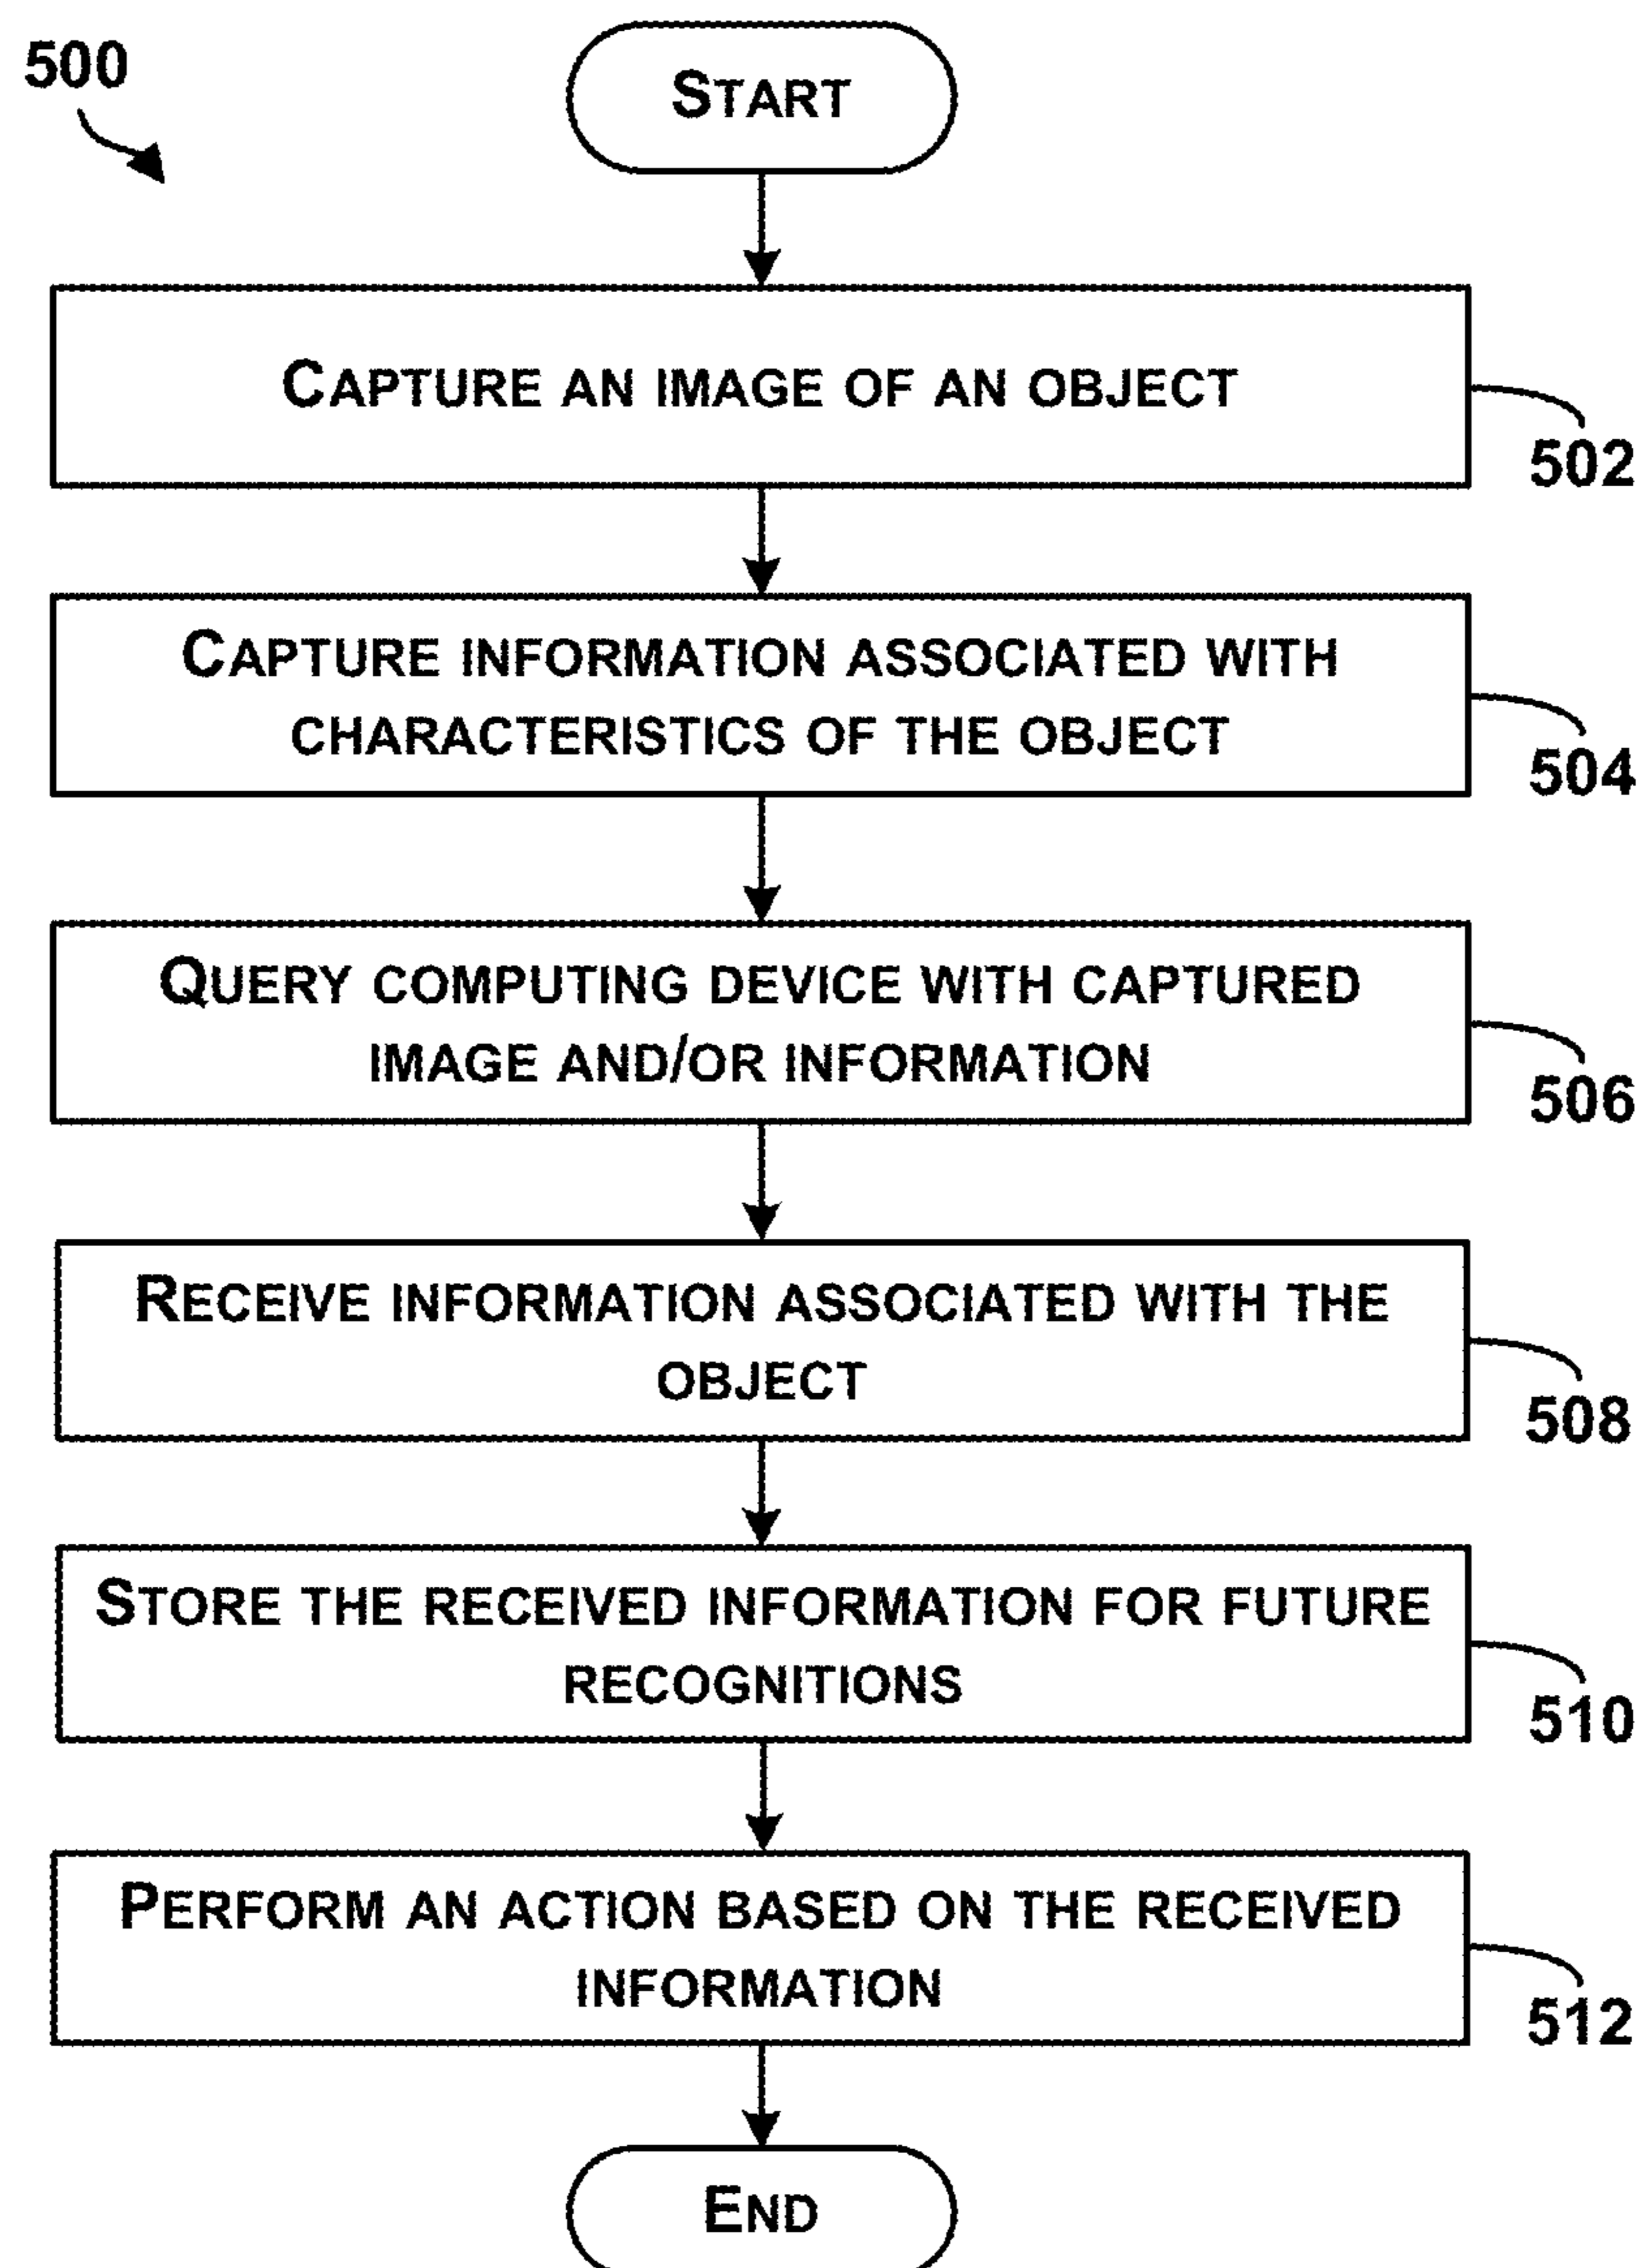 500
START
CAPTURE AN IMAGE OF AN OBJECT
502
CAPTURE INFORMATION ASSOCIATED WITH
CHARACTERISTICS OF THE OBJECT
504
QUERY COMPUTING DEVICE WITH CAPTURED
IMAGE AND/OR INFORMATION
506
RECEIVE INFORMATION ASSOCIATED WITH THE
OBJECT
508
STORE THE RECEIVED INFORMATION FOR FUTURE
RECOGNITIONS
510
PERFORM AN ACTION BASED ON THE RECEIVED
INFORMATION
512
END